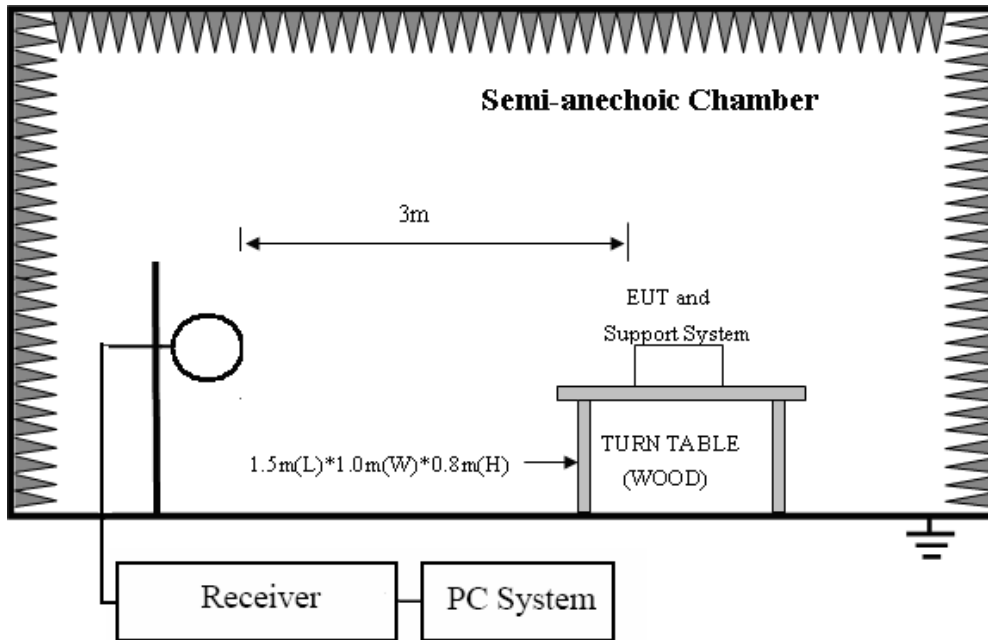 Semi-anechoic Chamber
3m
EUT and
Support System
1.5m(L)*1.0m(W)*0.8m(H)
TURN TABLE
(WOOD)
Receiver
PC System